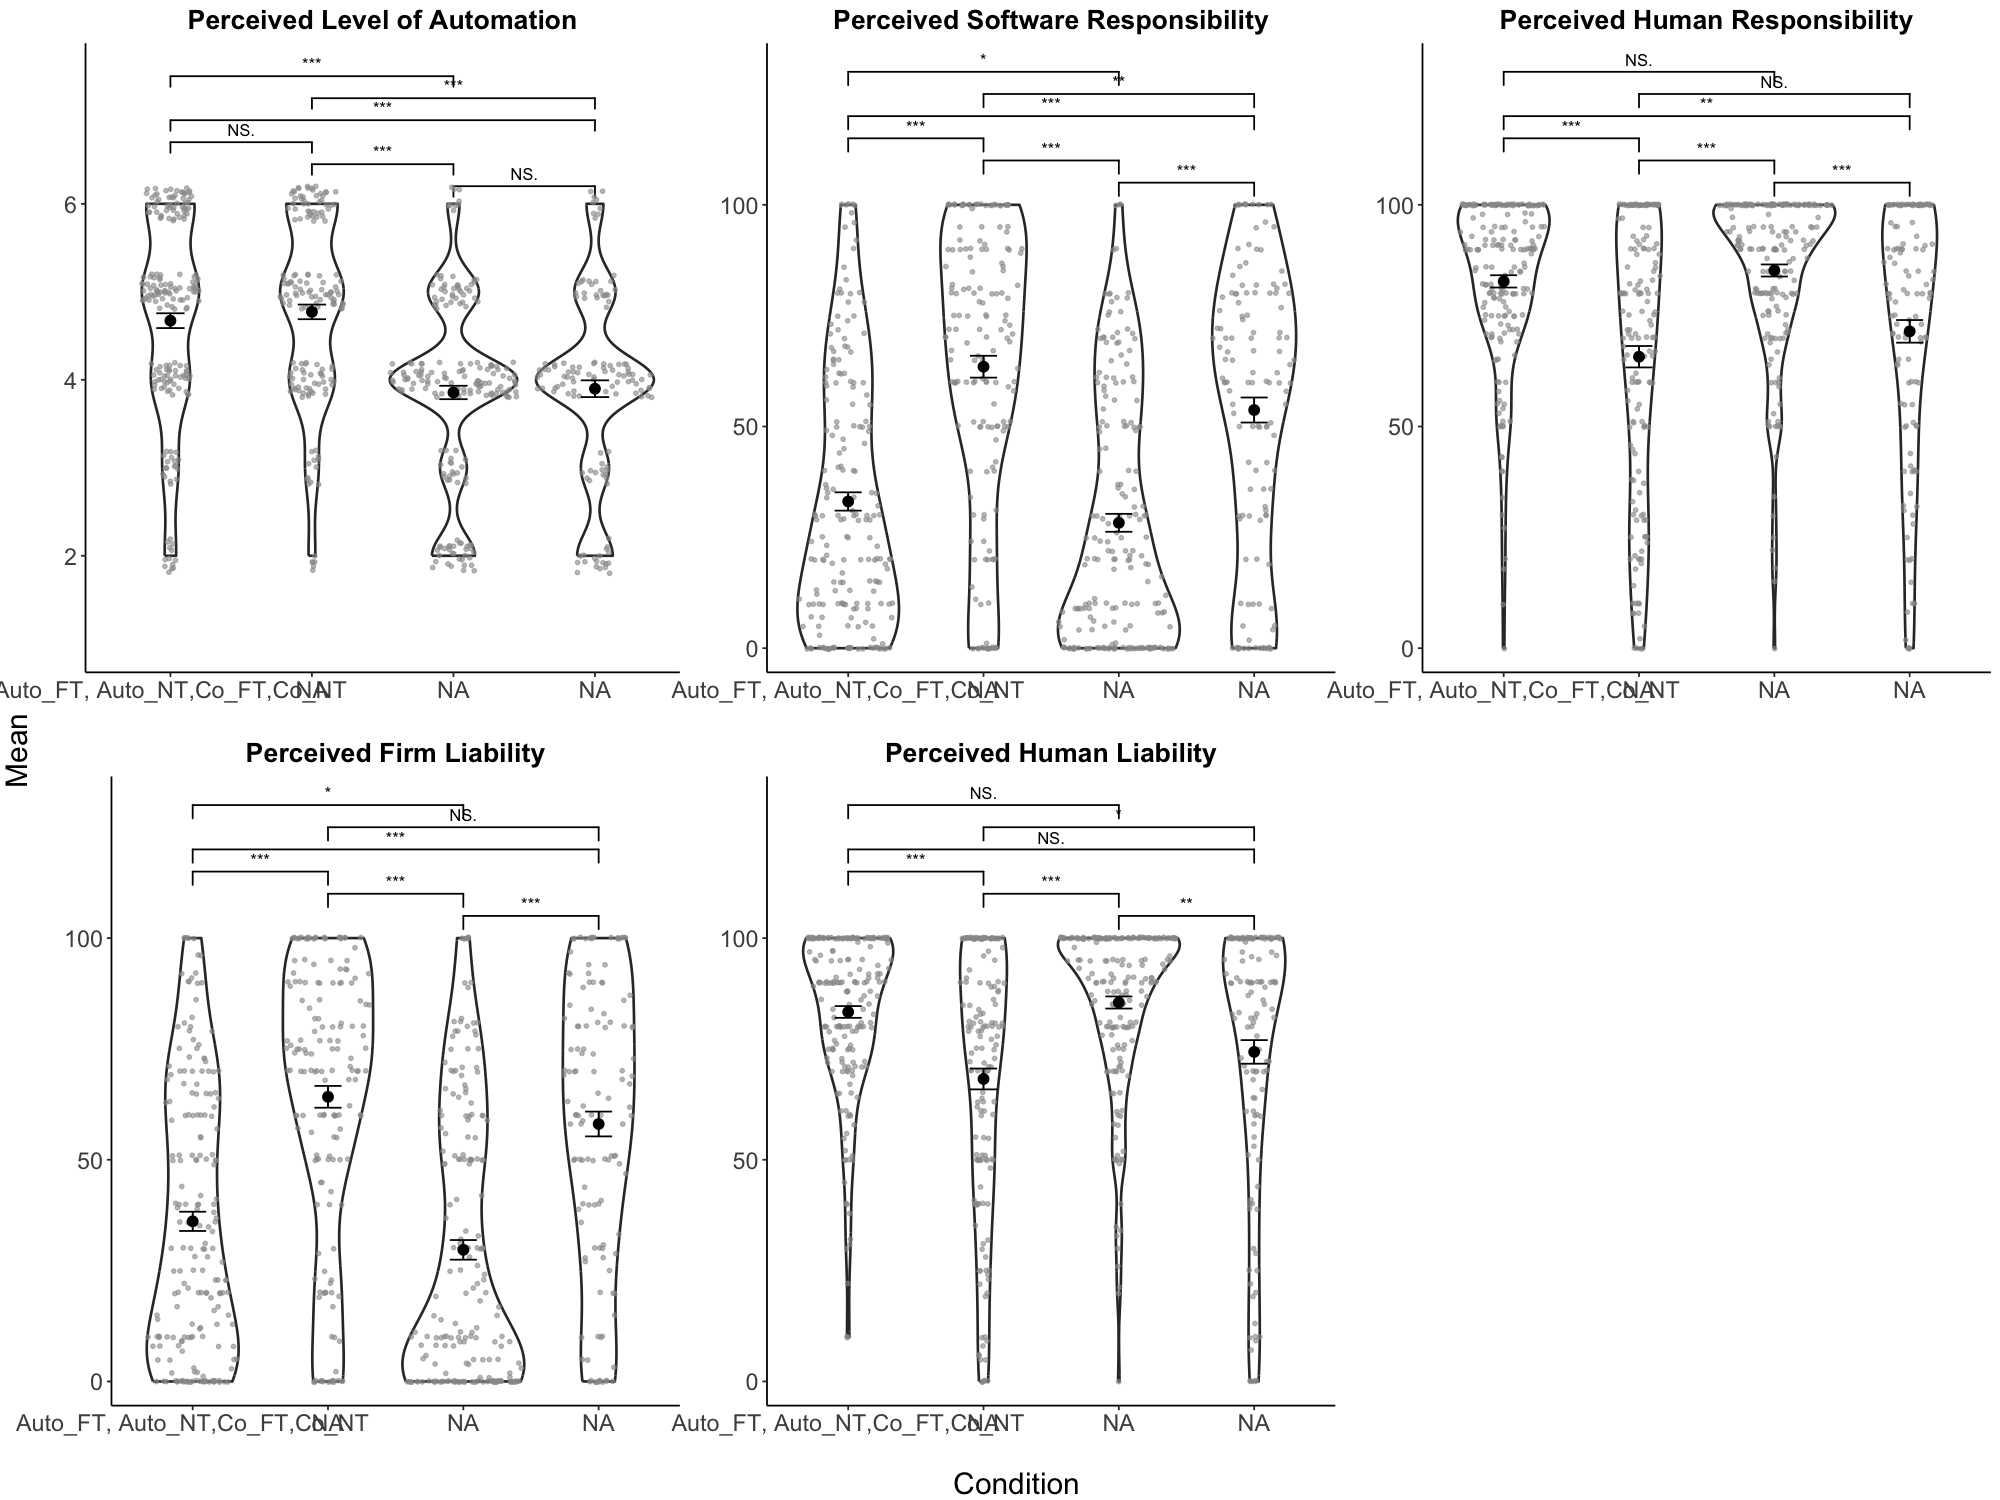 Perceived Level of Automation
***
***
***
NS.
***
NS.
6
4
2
Auto_FT, Auto_NT,Co_FT,Co_NT
NA
NA
NA
Perceived Software Responsibility
*
**
***
***
***
***
100
50
0
Auto_FT, Auto_NT,Co_FT,Co_NT
NA
NA
NA
Perceived Human Responsibility
NS.
NS.
**
***
***
***
100
50
0
Auto_FT, Auto_NT,Co_FT,Co_NT
NA
NA
NA
Mean
Perceived Firm Liability
*
NS.
***
***
***
***
100
50
0
Auto_FT, Auto_NT,Co_FT,Co_NT
NA
NA
NA
Perceived Human Liability
NS.
*
NS.
***
***
**
100
50
0
Auto_FT, Auto_NT,Co_FT,Co_NT
NA
NA
NA
Condition